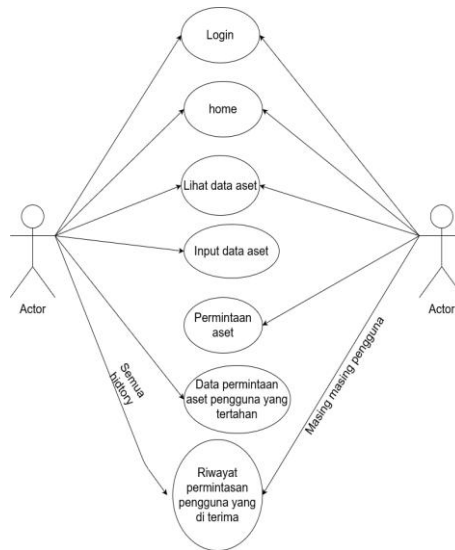 Login
home
Lihat data aset
Input data aset
Actor
Actor
Permintaan
aset
Semua
hidtory
Masing masing pengguna
Data permintaan
aset pengguna yang
tertahan
Riwayat
permintasan
pengguna yang
di terima